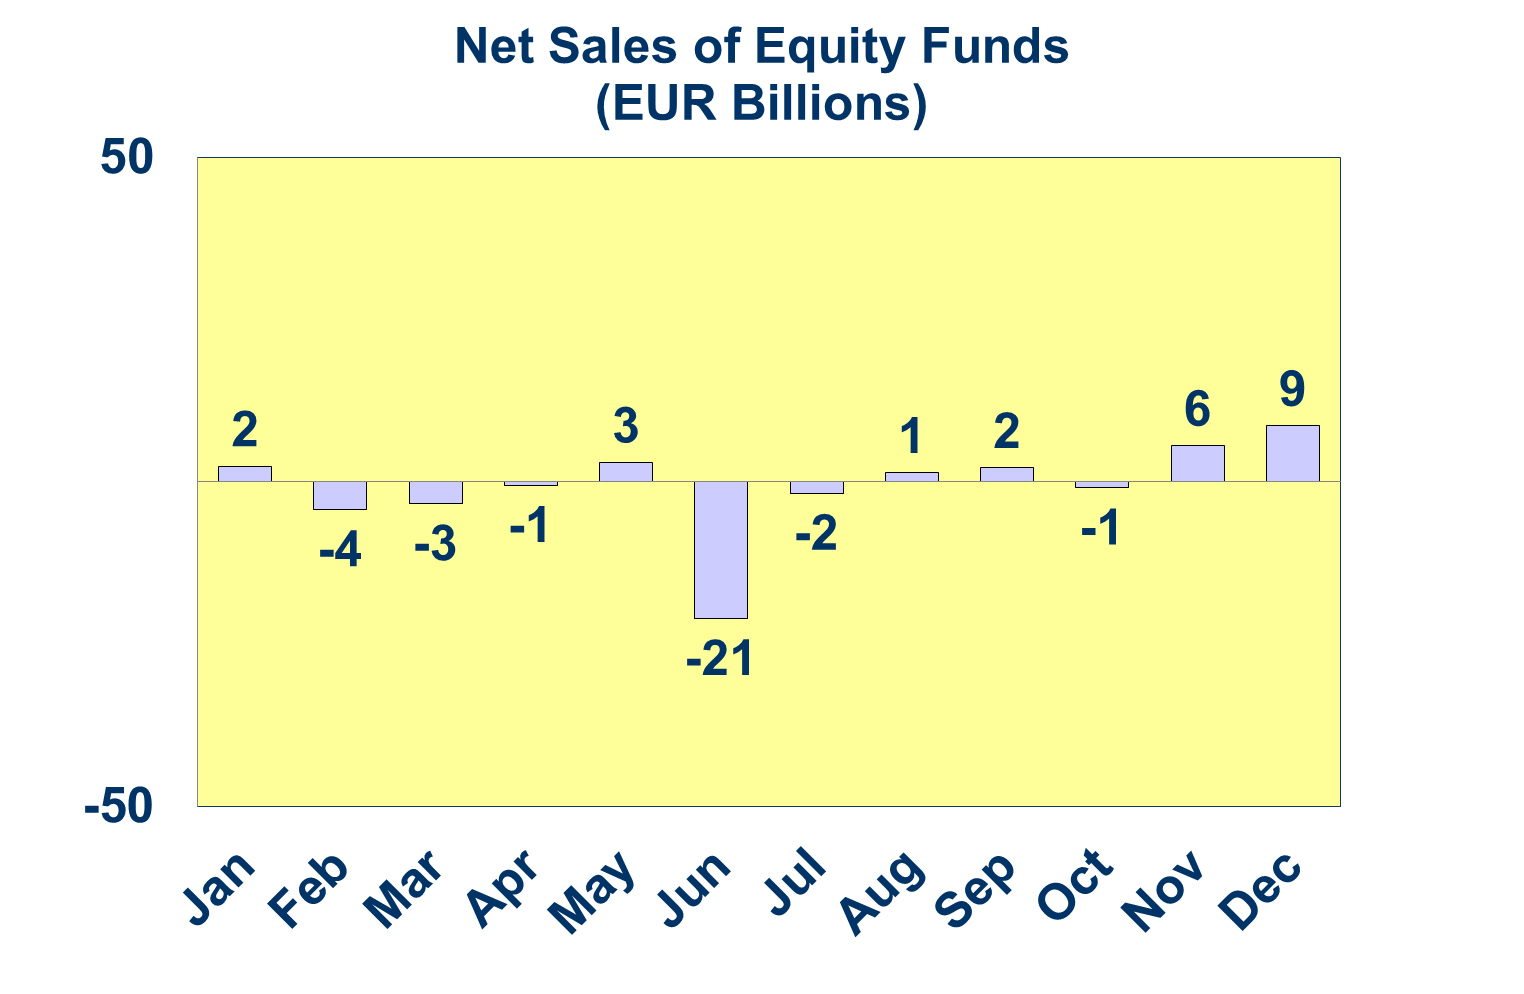 Net Sales of Equity Funds
(EUR Billions)
50
2
-4
-3
-1
3
-21
-2
1
2
-1
6
9
-50
Jan
Feb
Mar
Apr
May
Jun
Jul
Aug
Sep
Oct
Nov
Dec